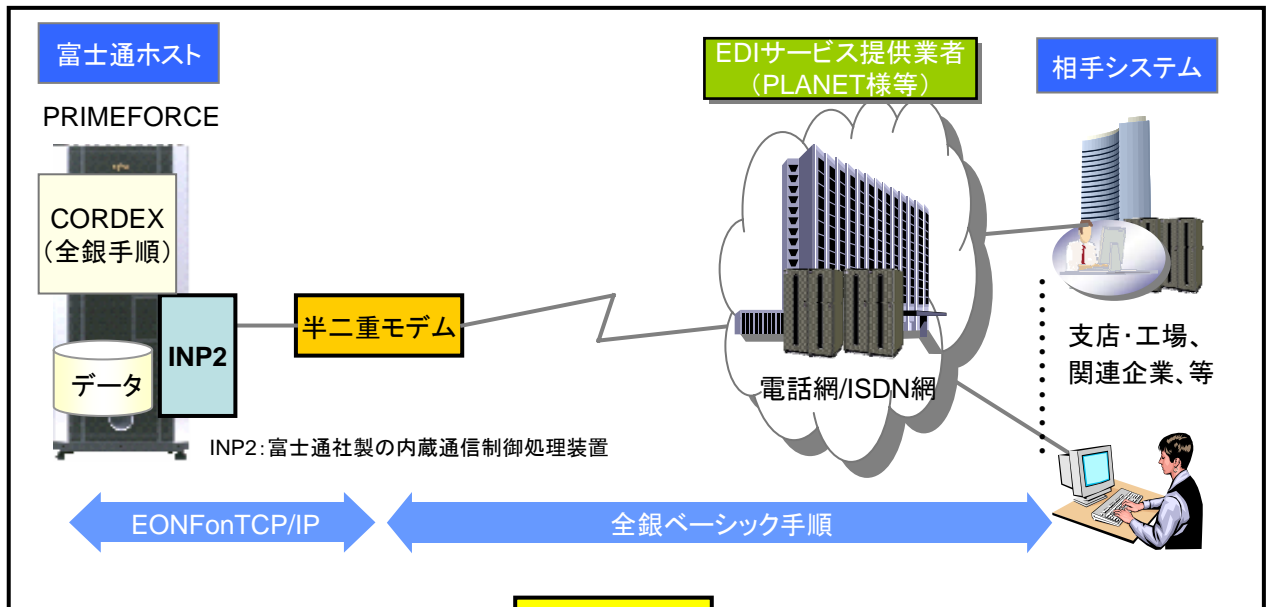 富士通ホスト
EDIサービス提供業者
（PLANET様等）
相手システム
PRIMEFORCE
CORDEX
（全銀手順）
半二重モデム
INP2
データ
電話網/ISDN網
支店・工場、
関連企業、等
INP2：富士通社製の内蔵通信制御処理装置
EONFonTCP/IP
全銀ベーシック手順